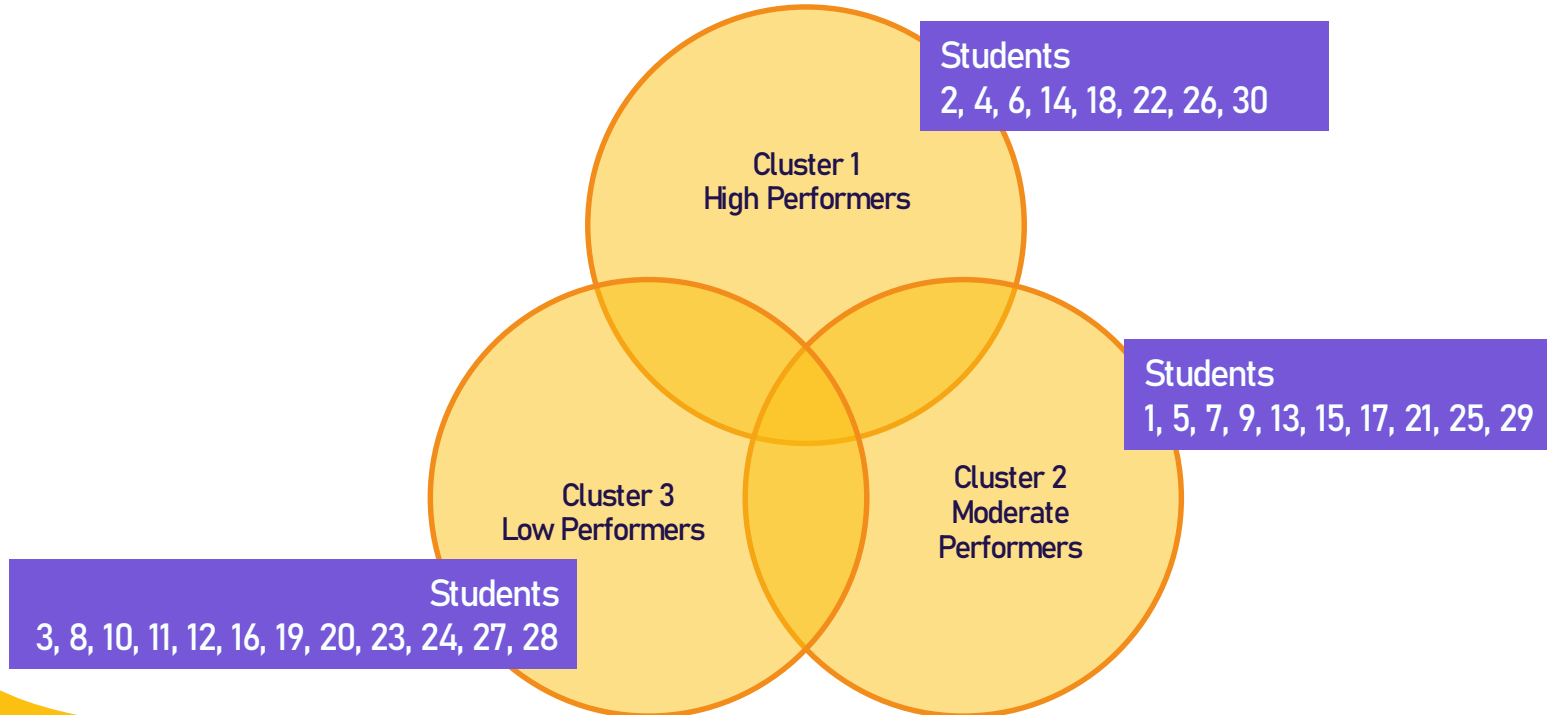 Students
2, 4, 6, 14, 18, 22, 26, 30
Cluster 1
High Performers
Students
1, 5, 7, 9, 13, 15, 17, 21, 25, 29
Cluster 2
Moderate
Performers
Cluster 3
Low Performers
Students
3, 8, 10, 11, 12, 16, 19, 20, 23, 24, 27, 28